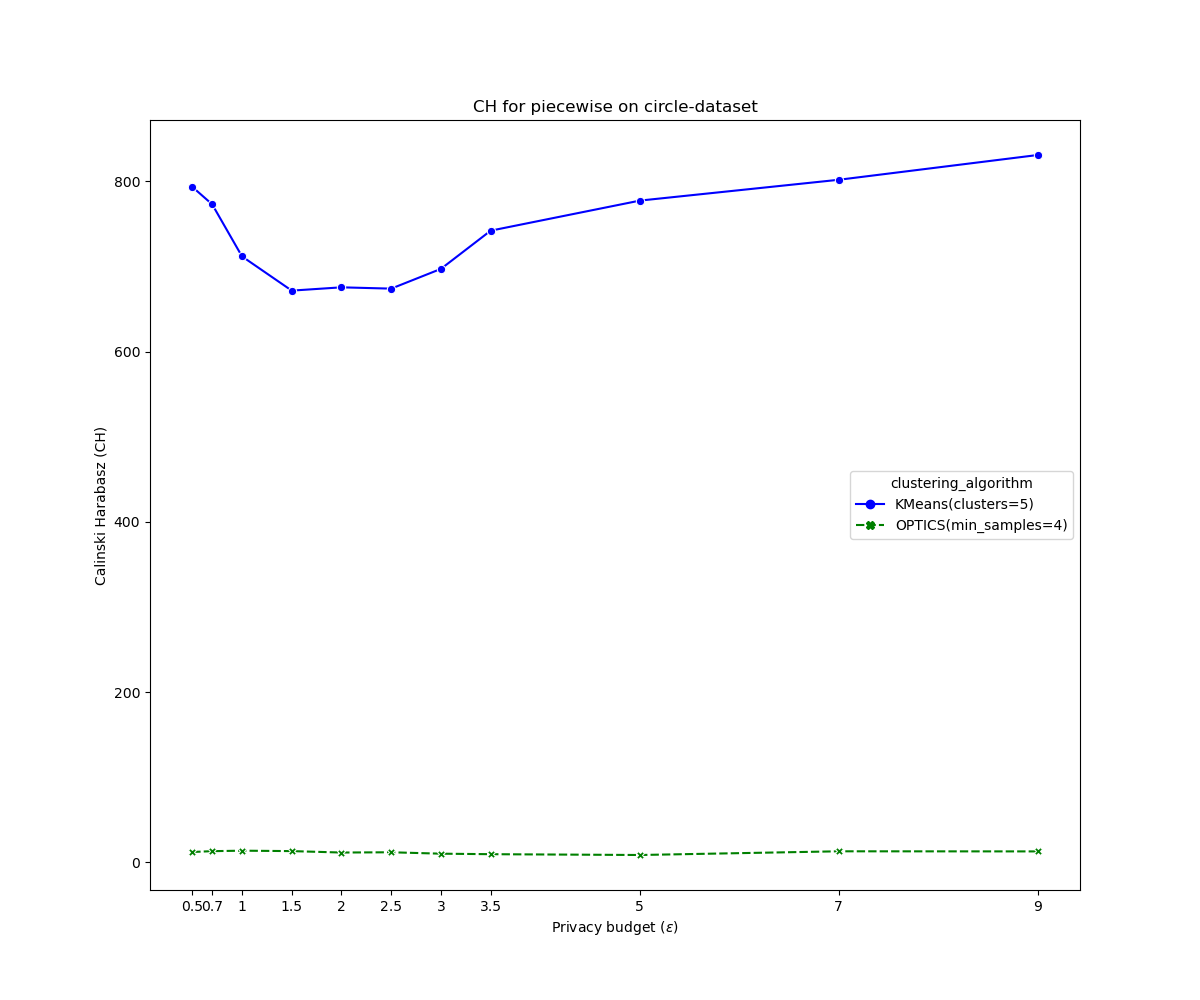 CH for piecewise on circle-dataset
800
600
400
200
0
Calinski Harabasz (CH)
clustering_algorithm
KMeans(clusters=5)
OPTICS(min_samples=4)
0.5 0.7 1 1.5 2 2.5 3 3.5 5 7 9
Privacy budget (ε)